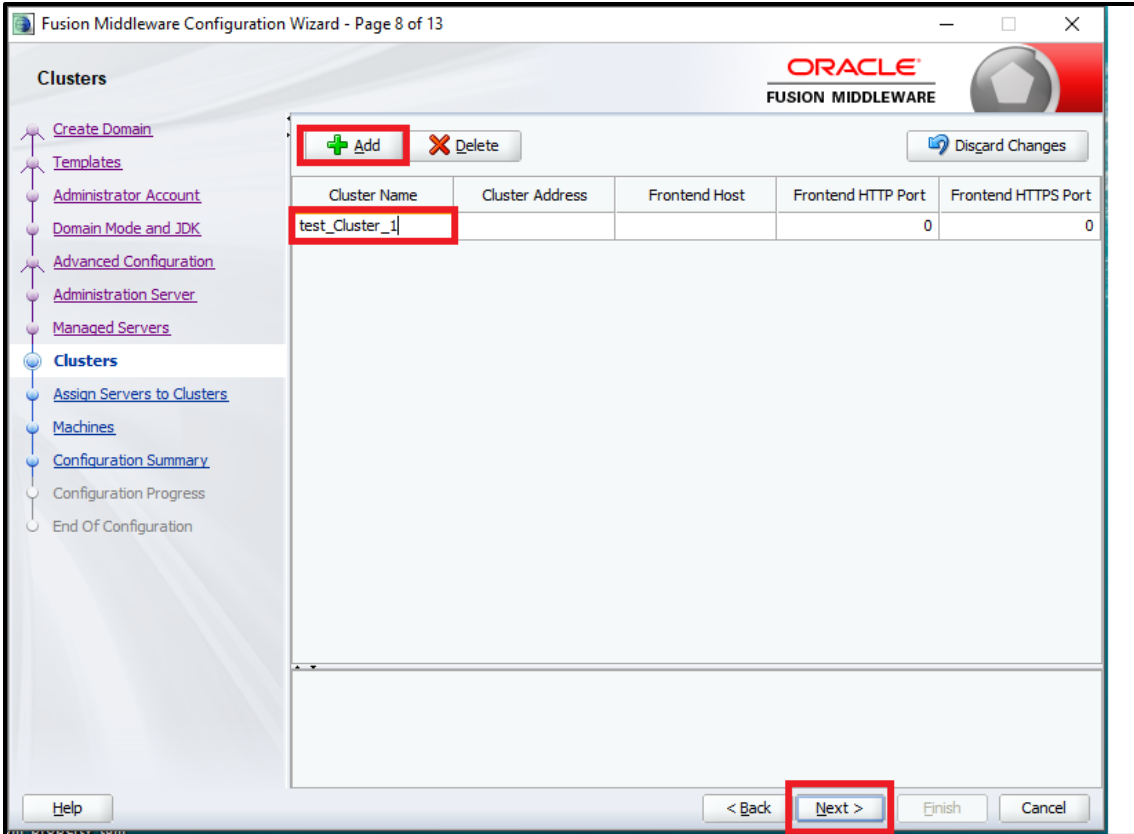 Fusion Middleware Configuration Wizard - Page 8 of 13
Clusters
ORACLE
FUSION MIDDLEWARE
Create Domain
Templates
Administrator Account
Domain Mode and JDK
Advanced Configuration
Administration Server
Managed Servers
Clusters
Assign Servers to Clusters
Machines
Configuration Summary
Configuration Progress
End Of Configuration
Add Delete Discard Changes
Cluster Name Cluster Address Frontend Host Frontend HTTP Port Frontend HTTPS Port
test_Cluster_1 0 0
Help < Back Next > Finish Cancel